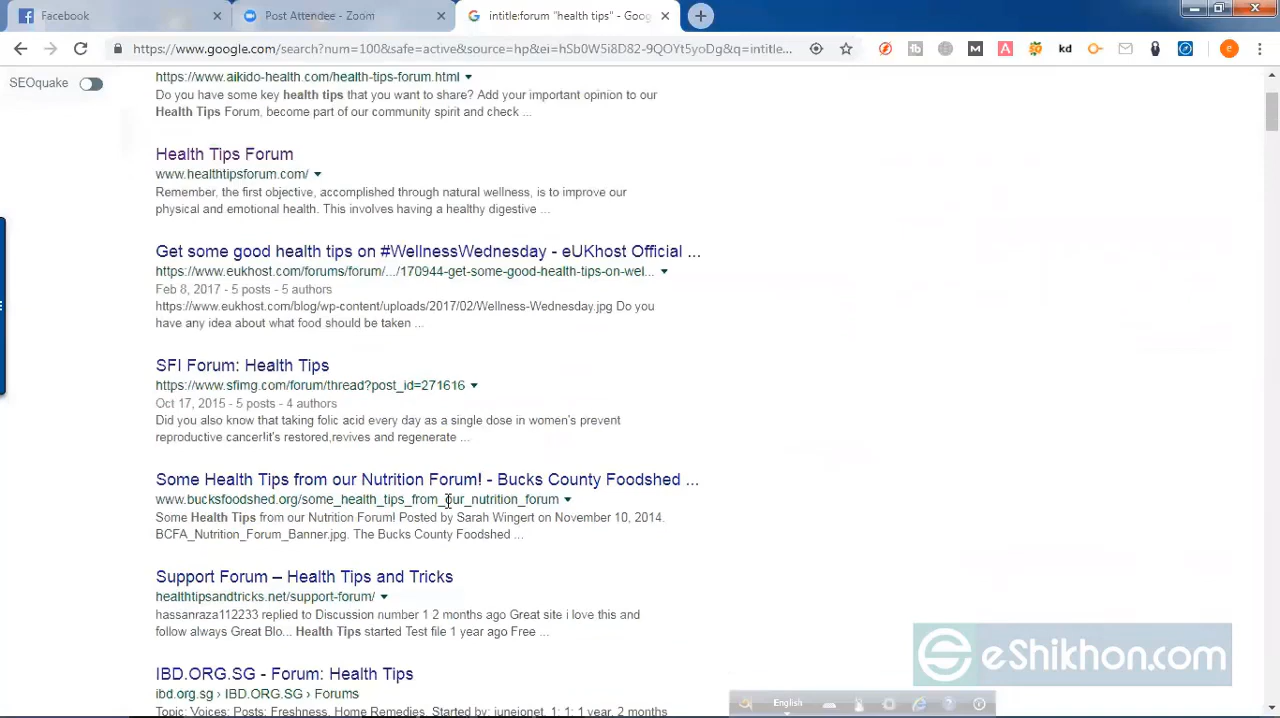 Facebook
Post Attendee - Zoom
intitle:forum "health tips" - Goo
https://www.google.com/search?num=100&safe=active&source=hp&ei=hSb0W5i8D82-9QOYt5yoDg&q=intitle...
SEOquake
https://www.aikido-health.com/health-tips-forum.html
Do you have some key health tips that you want to share? Add your important opinion to our
Health Tips Forum, become part of our community spirit and check ...
Health Tips Forum
www.healthtipsforum.com/
Remember, the first objective, accomplished through natural wellness, is to improve our
physical and emotional health. This involves having a healthy digestive ...
Get some good health tips on #WellnessWednesday - eUKhost Official ...
https://www.eukhost.com/forums/forum/.../170944-get-some-good-health-tips-on-wel...
Feb 8, 2017 - 5 posts - 5 authors
https://www.eukhost.com/blog/wp-content/uploads/2017/02/Wellness-Wednesday.jpg Do you
have any idea about what food should be taken ...
SFI Forum: Health Tips
https://www.sfimg.com/forum/thread?post_id=271616
Oct 17, 2015 - 5 posts - 4 authors
Did you also know that taking folic acid every day as a single dose in women's prevent
reproductive cancer!it's restored,revives and regenerate ...
Some Health Tips from our Nutrition Forum! - Bucks County Foodshed ...
www.bucksfoodshed.org/some_health_tips_from_our_nutrition_forum
Some Health Tips from our Nutrition Forum! Posted by Sarah Wingert on November 10, 2014.
BCFA_Nutrition_Forum_Banner.jpg. The Bucks County Foodshed ...
Support Forum – Health Tips and Tricks
healthtipsandtricks.net/support-forum/
hassanraza112233 replied to Discussion number 1 2 months ago Great site i love this and
follow always Great Blo... Health Tips started Test file 1 year ago Free ...
IBD.ORG.SG - Forum: Health Tips
ibd.org.sg › IBD.ORG.SG › Forums
Topic: Voices: Posts: Freshness. Home Remedies. Started by: junejonet. 1: 1: 1 year, 2 months
eShikhon.com
English